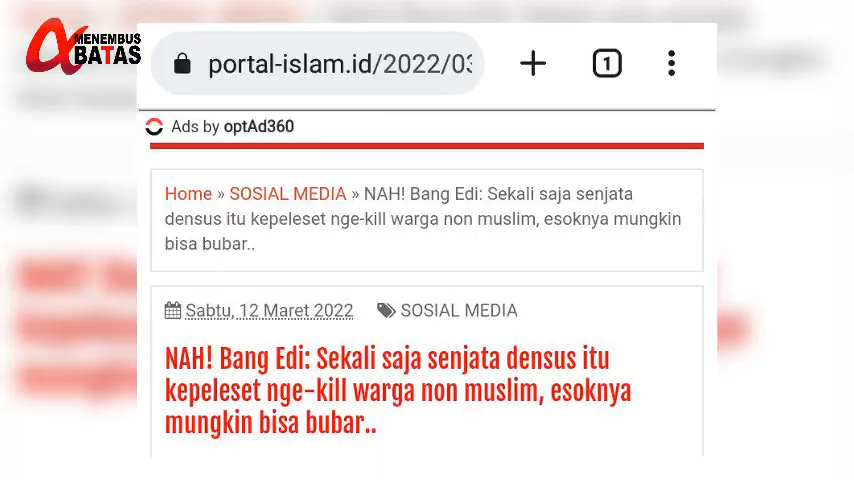 MENEMBUS
BATAS
portal-islam.id/2022/03
1
Ads by optAd360
Home » SOSIAL MEDIA » NAH! Bang Edi: Sekali saja senjata
densus itu kepeleset nge-kill warga non muslim, esoknya mungkin
bisa bubar..
Sabtu, 12 Maret 2022 SOSIAL MEDIA
NAH! Bang Edi: Sekali saja senjata densus itu
kepeleset nge-kill warga non muslim, esoknya
mungkin bisa bubar..